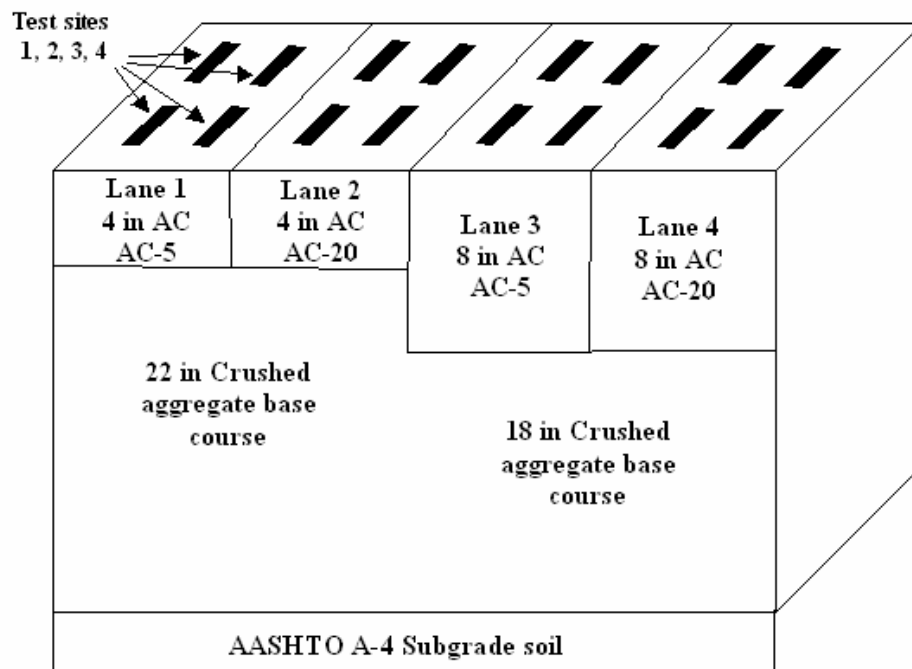 Test sites
1, 2, 3, 4
Lane 1
4 in AC
AC-5
Lane 2
4 in AC
AC-20
Lane 3
8 in AC
AC-5
Lane 4
8 in AC
AC-20
22 in Crushed
aggregate base
course
18 in Crushed
aggregate base
course
AASHTO A-4 Subgrade soil